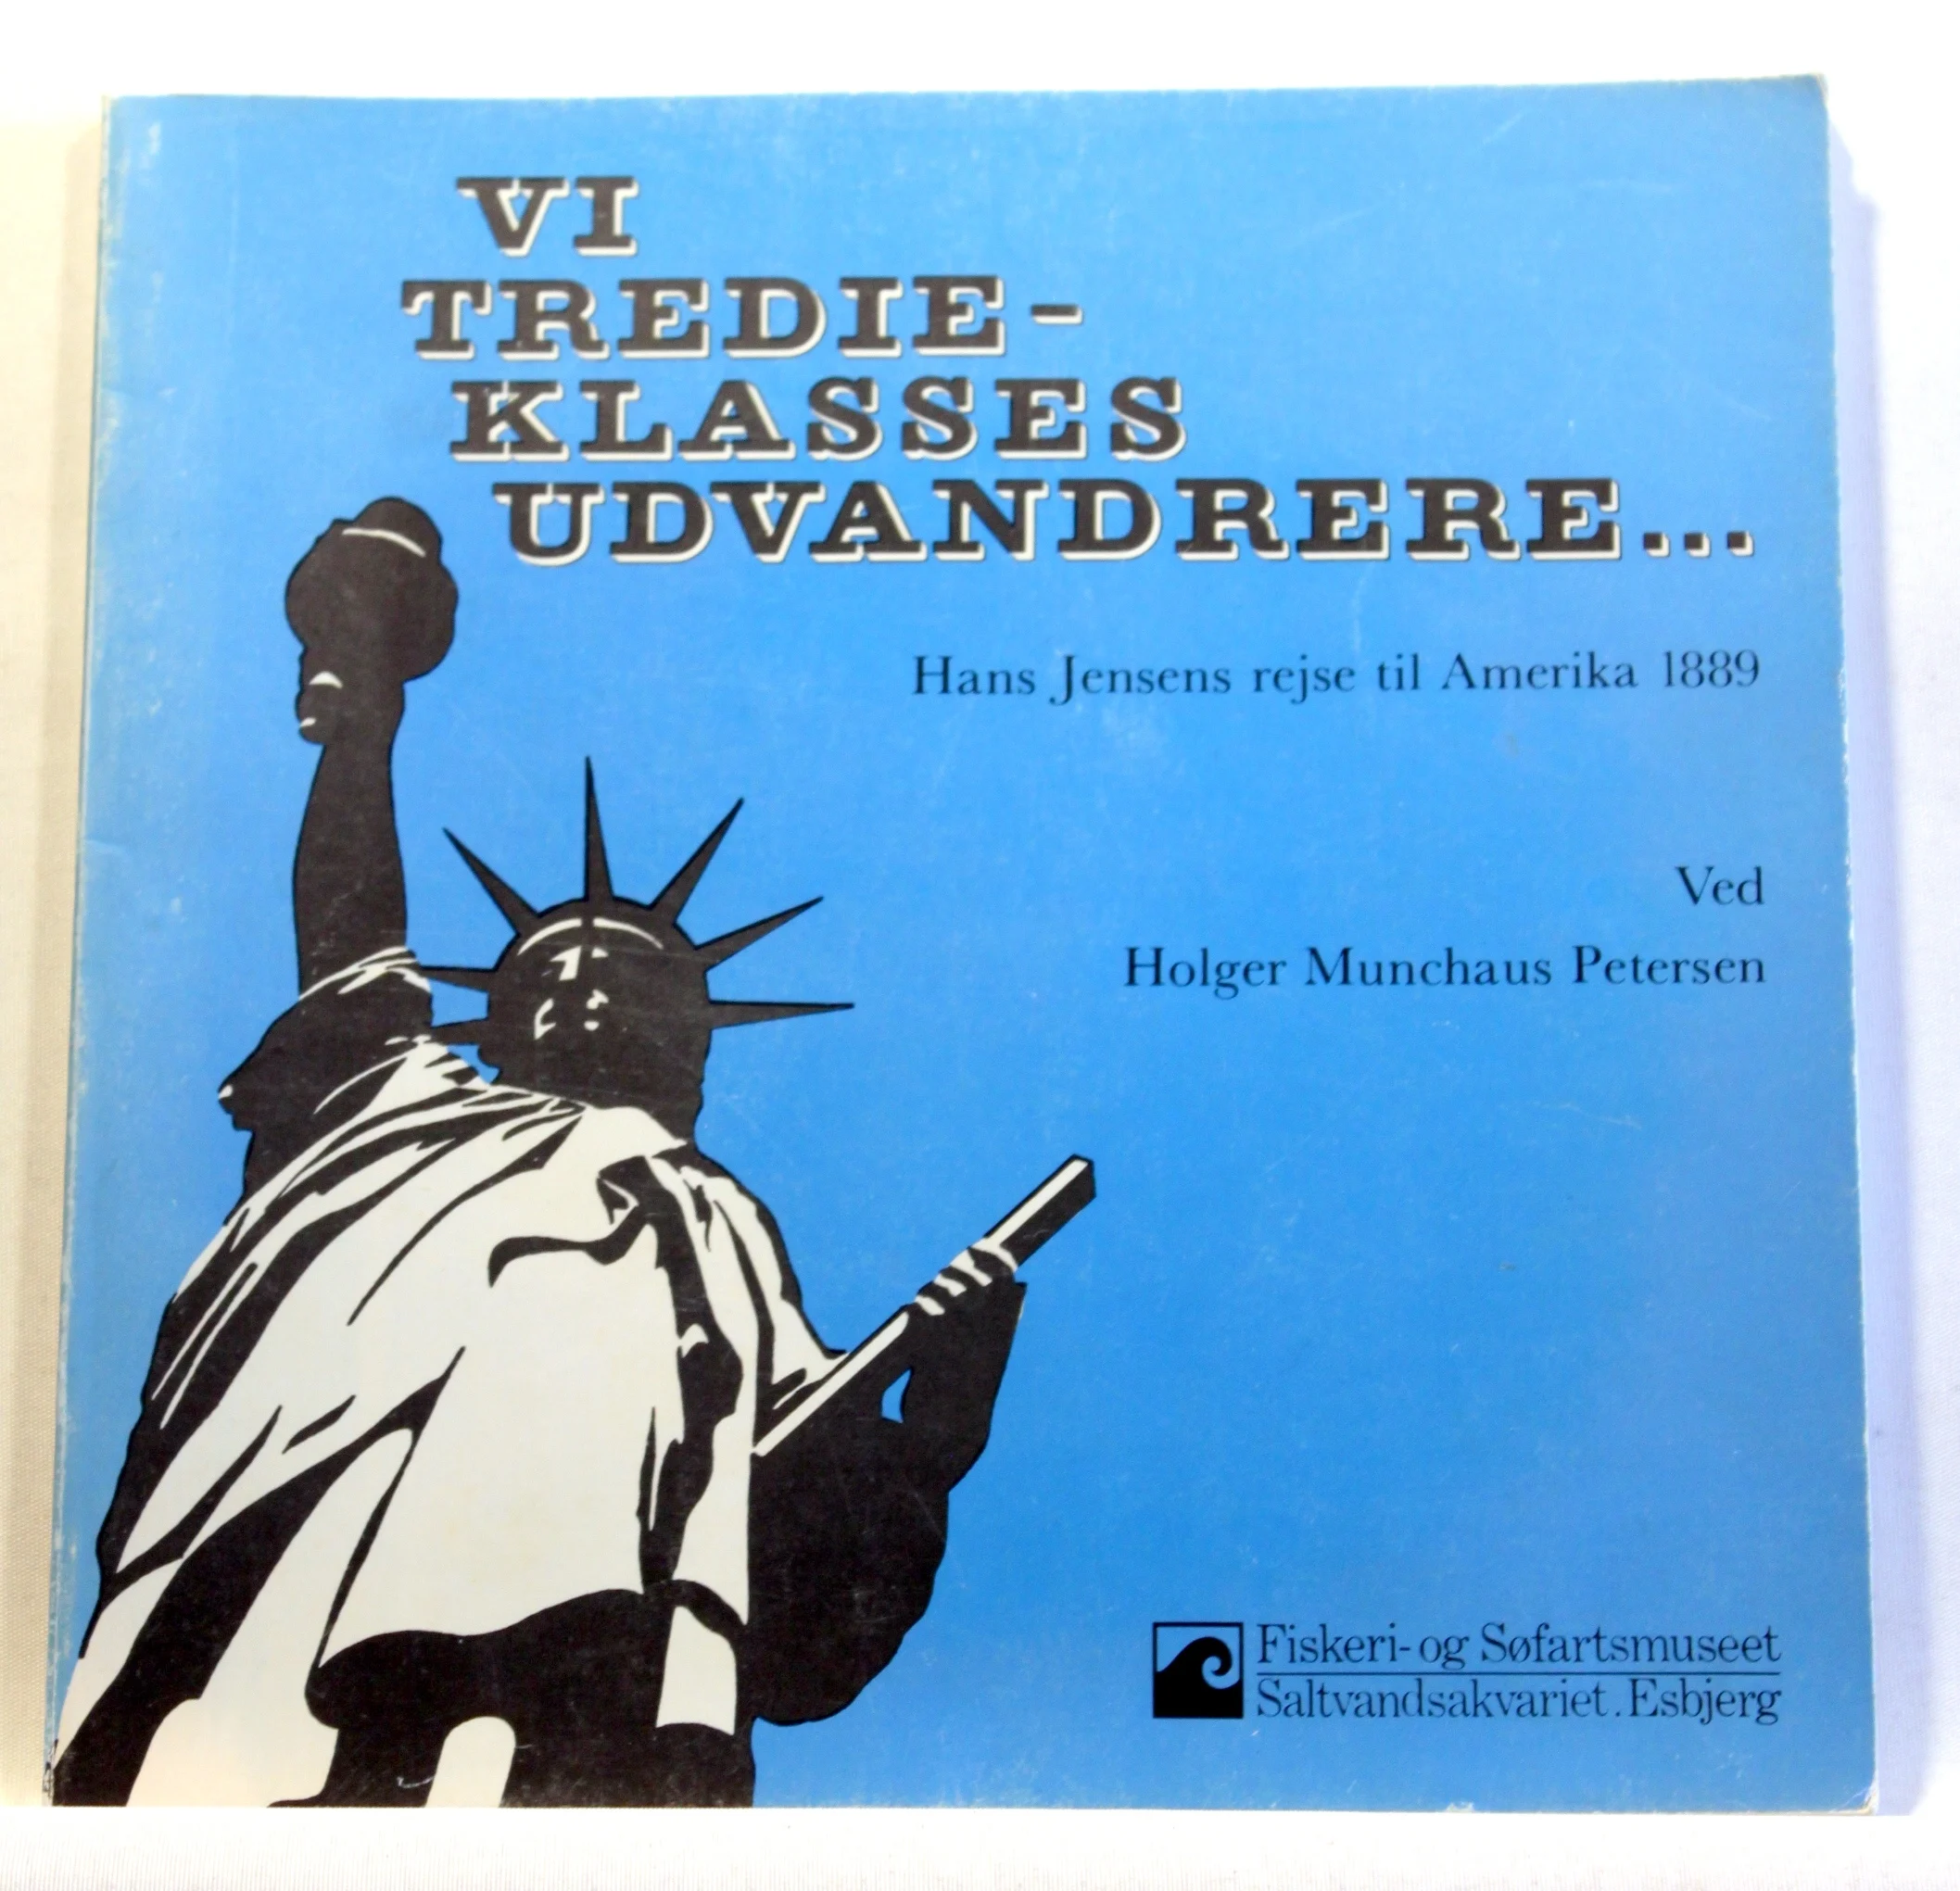 VI
TREDIE-
KLASSES
UDVANDRERE...
Hans Jensens rejse til Amerika 1889
Ved
Holger Munchaus Petersen
Fiskeri- og Søfartsmuseet
Saltvandsakvariet. Esbjerg